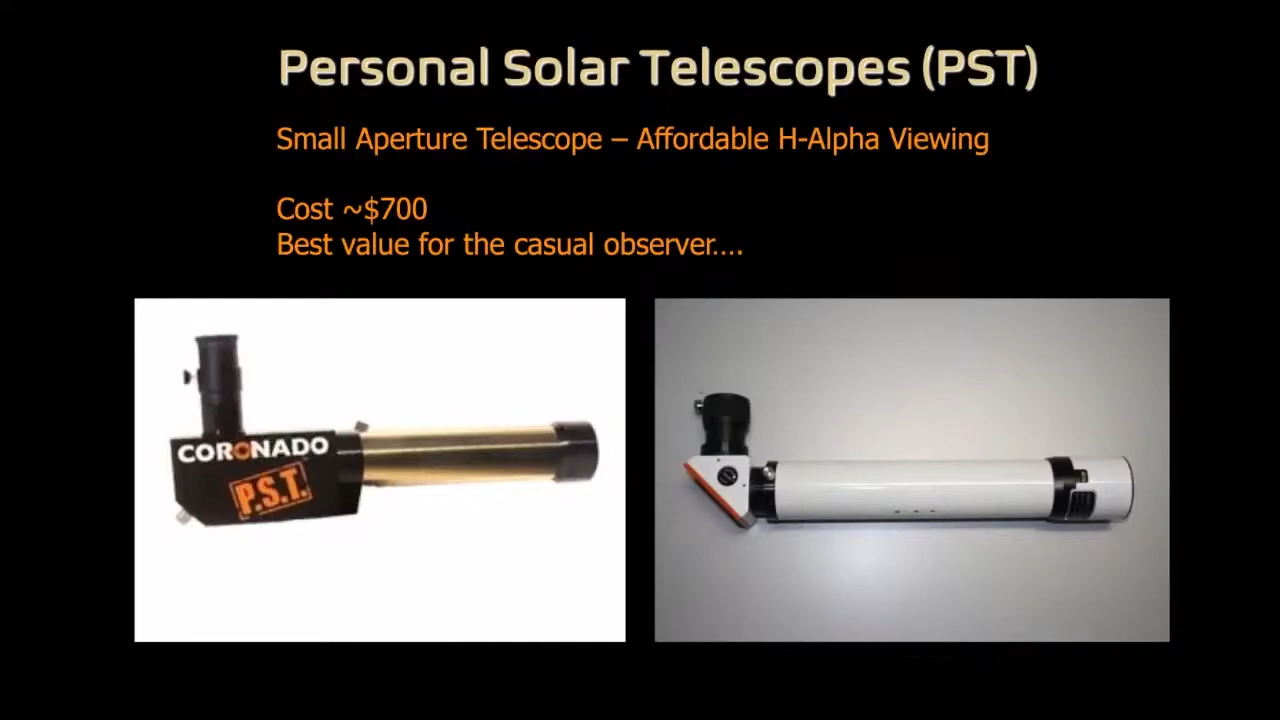 Personal Solar Telescopes (PST)
Small Aperture Telescope – Affordable H-Alpha Viewing
Cost ~$700
Best value for the casual observer....
CORONADO
P.S.T.